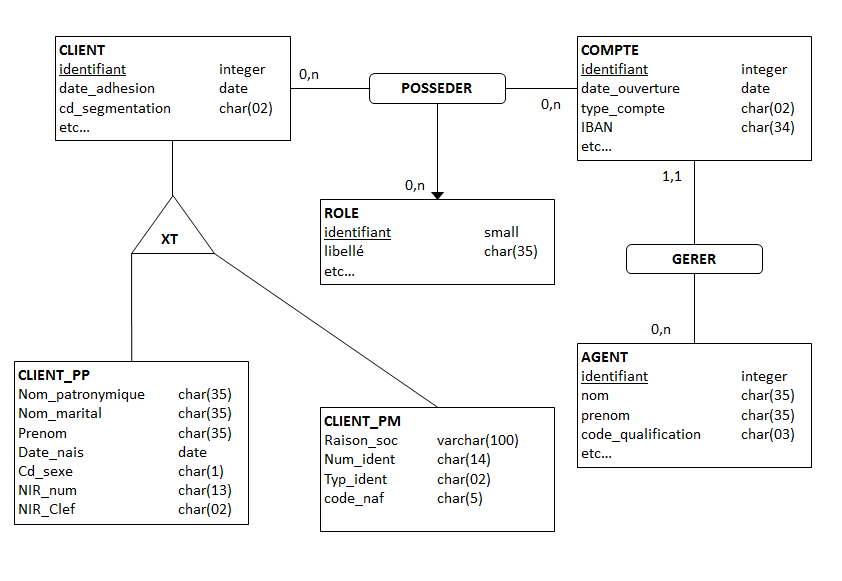 CLIENT
identifiant integer
date_adhesion date
cd_segmentation char(02)
etc...
0,n
POSSEDER
0,n
COMPTE
identifiant integer
date_ouverture date
type_compte char(02)
IBAN char(34)
etc...
1,1
0,n
ROLE
identifiant small
libellé char(35)
etc...
XT
GERER
0,n
AGENT
identifiant integer
nom char(35)
prenom char(35)
code_qualification char(03)
etc...
CLIENT_PP
Nom_patronymique char(35)
Nom_marital char(35)
Prenom char(35)
Date_nais date
Cd_sexe char(1)
NIR_num char(13)
NIR_Clef char(02)
CLIENT_PM
Raison_soc varchar(100)
Num_ident char(14)
Typ_ident char(02)
code_naf char(5)